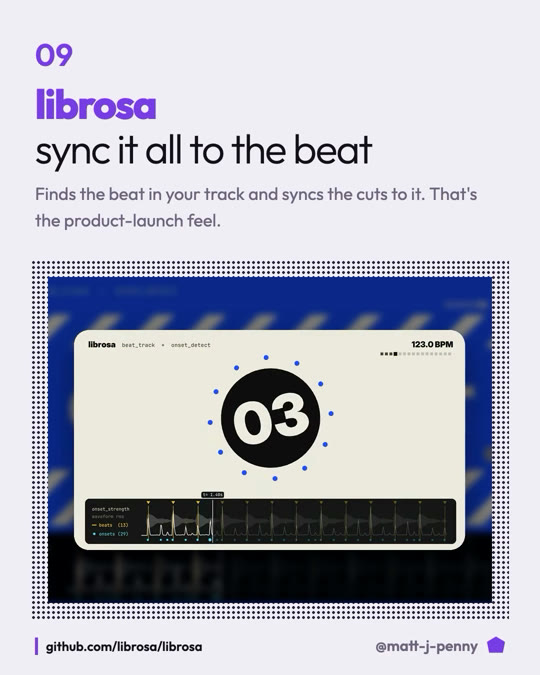 09
librosa
sync it all to the beat
Finds the beat in your track and syncs the cuts to it. That's
the product-launch feel.
librosa beat_track • onset_detect
123.0 BPM
03
onset_strength
waveform rms
beats (13)
onsets (29)
github.com/librosa/librosa
@matt-j-penny